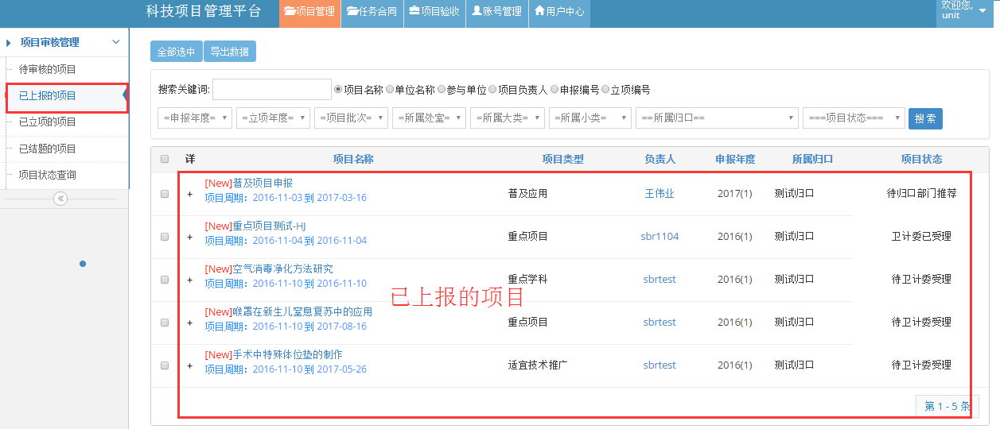 科技项目管理平台 项目管理 任务合同 项目验收 账号管理 用户中心 欢迎您, unit
项目审核管理
待审核的项目
已上报的项目
已立项的项目
已结题的项目
项目状态查询
全部选中 导出数据
搜索关键词: 项目名称 单位名称 参与单位 项目负责人 申报编号 立项编号
=申报年度= =立项年度= =项目批次= =所属处室= =所属大类= =所属小类= ==所属归口== ===项目状态=== 搜索
详 项目名称 项目类型 负责人 申报年度 所属归口 项目状态
+ [New]普及项目申报 普及应用 王伟业 2017(1) 测试归口 待归口部门推荐
项目周期：2016-11-03 到 2017-03-16
+ [New]重点项目测试-HJ 重点项目 sbr1104 2016(1) 测试归口 卫计委已受理
项目周期：2016-11-04 到 2016-11-04
+ [New]空气消毒净化方法研究 重点学科 sbrtest 2016(1) 测试归口 待卫计委受理
项目周期：2016-11-10 到 2016-11-10
已上报的项目
+ [New]喉罩在新生儿室息复苏中的应用 重点项目 sbrtest 2016(1) 测试归口 待卫计委受理
项目周期：2016-11-10 到 2017-08-16
+ [New]手术中特殊体位垫的制作 适宜技术推广 sbrtest 2016(1) 测试归口 待卫计委受理
项目周期：2016-11-10 到 2017-05-26
第 1 - 5 条